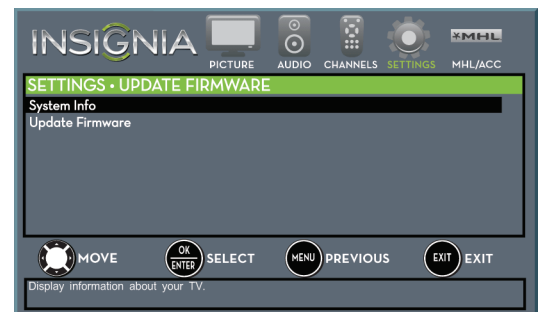 INSIGNIA
PICTURE AUDIO CHANNELS SETTINGS MHL MHL/ACC
SETTINGS • UPDATE FIRMWARE
System Info
Update Firmware
MOVE OK ENTER SELECT MENU PREVIOUS EXIT EXIT
Display information about your TV.